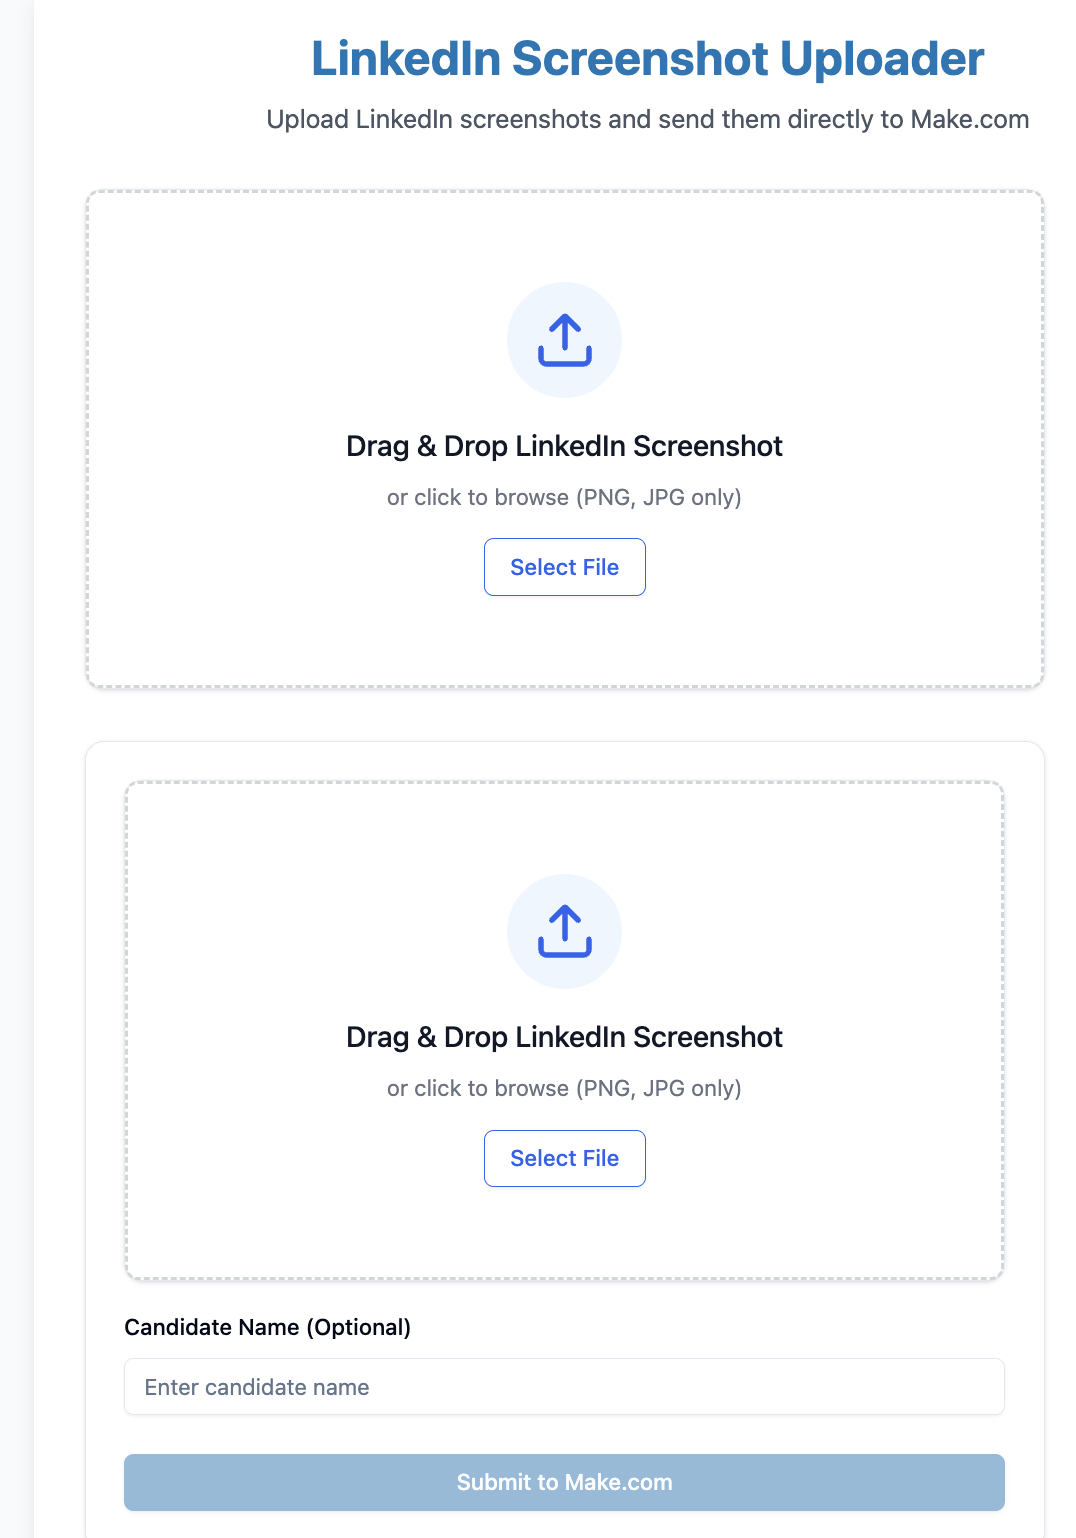 LinkedIn Screenshot Uploader
Upload LinkedIn screenshots and send them directly to Make.com
Drag & Drop LinkedIn Screenshot
or click to browse (PNG, JPG only)
Select File
Drag & Drop LinkedIn Screenshot
or click to browse (PNG, JPG only)
Select File
Candidate Name (Optional)
Enter candidate name
Submit to Make.com